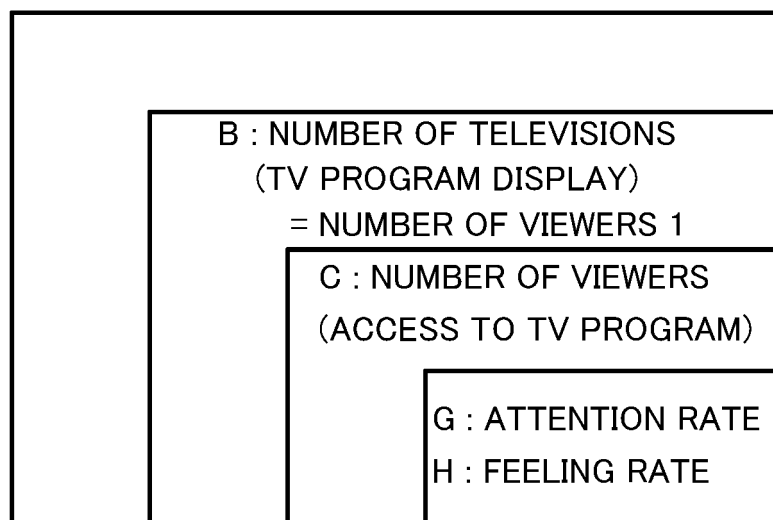 B : NUMBER OF TELEVISIONS
(TV PROGRAM DISPLAY)
= NUMBER OF VIEWERS 1
C : NUMBER OF VIEWERS
(ACCESS TO TV PROGRAM)
G : ATTENTION RATE
H : FEELING RATE